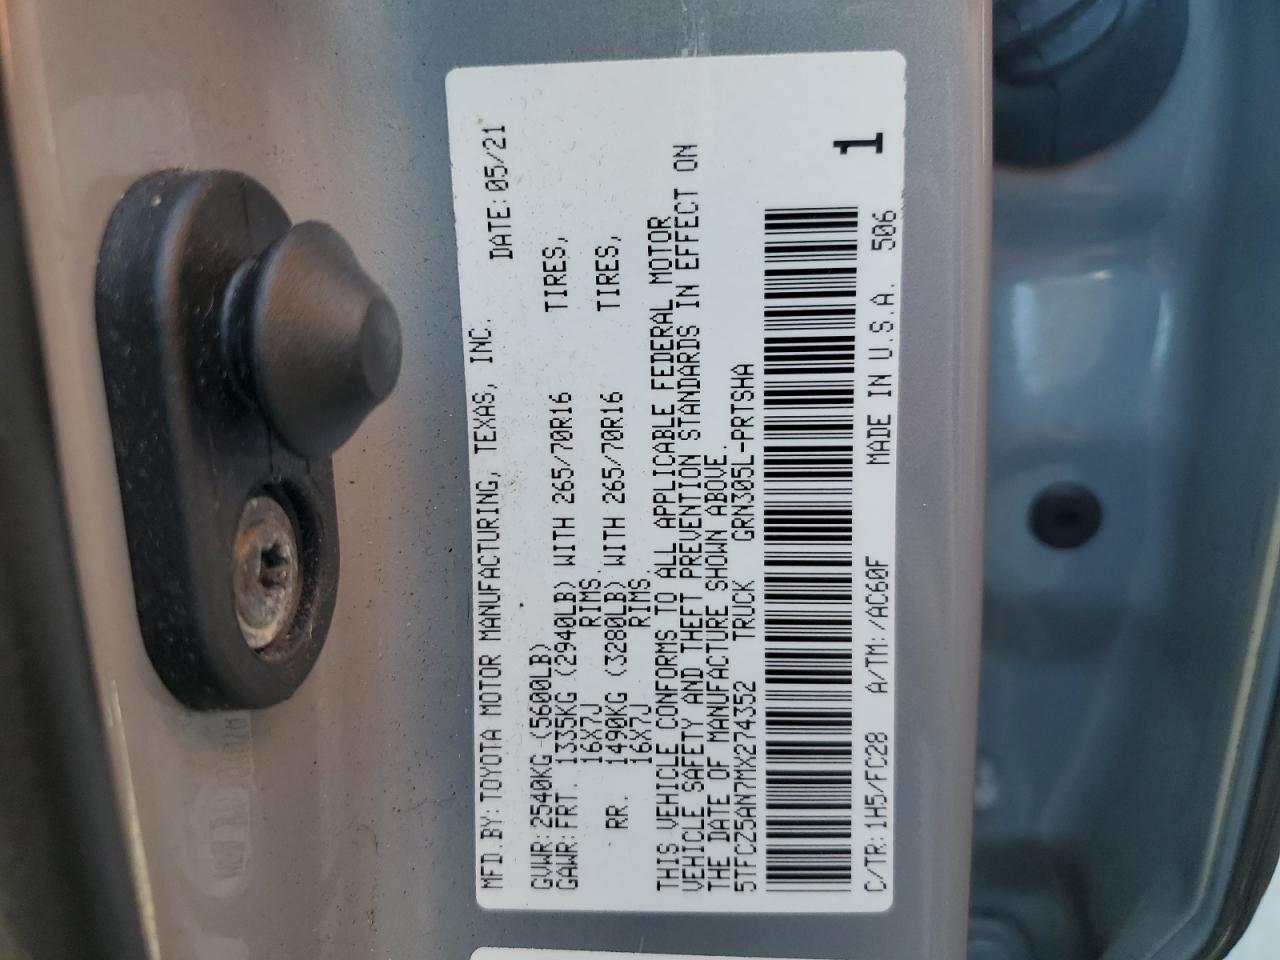 MFD.BY:TOYOTA MOTOR MANUFACTURING, TEXAS, INC. DATE:05/21
GVWR:2540KG (5600LB)
GAWR:FRT. 1335KG (2940LB) WITH 265/70R16 TIRES,
16X7J RIMS.
RR. 1490KG (3280LB) WITH 265/70R16 TIRES,
16X7J RIMS.
THIS VEHICLE CONFORMS TO ALL APPLICABLE FEDERAL MOTOR
VEHICLE SAFETY AND THEFT PREVENTION STANDARDS IN EFFECT ON
THE DATE OF MANUFACTURE SHOWN ABOVE.
5TFCZ5AN7MX274352 TRUCK GRN305L-PRTSHA
1
C/TR:1H5/FC28 A/TM:/AC60F MADE IN U.S.A. 506